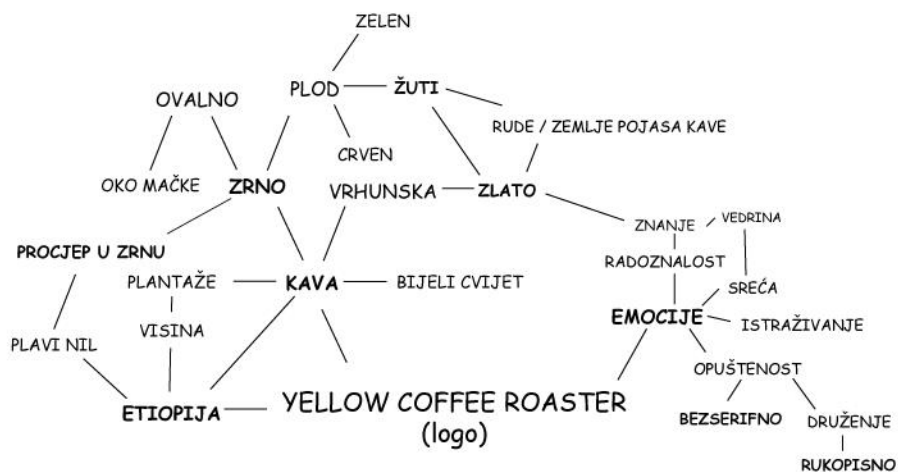 ZELEN
PLOD
ŽUTI
OVALNO
RUDE / ZEMLJE POJASA KAVE
CRVEN
OKO MAČKE
ZRNO
VRHUNSKA
ZLATO
ZNANJE
VEDRINA
PROCJEP U ZRNU
RADOZNALOST
PLANTAŽE
KAVA
BIJELI CVIJET
SREĆA
EMOCIJE
ISTRAŽIVANJE
VISINA
PLAVI NIL
OPUŠTENOST
ETIOPIJA
YELLOW COFFEE ROASTER
(logo)
BEZSERIFNO
DRUŽENJE
RUKOPISNO